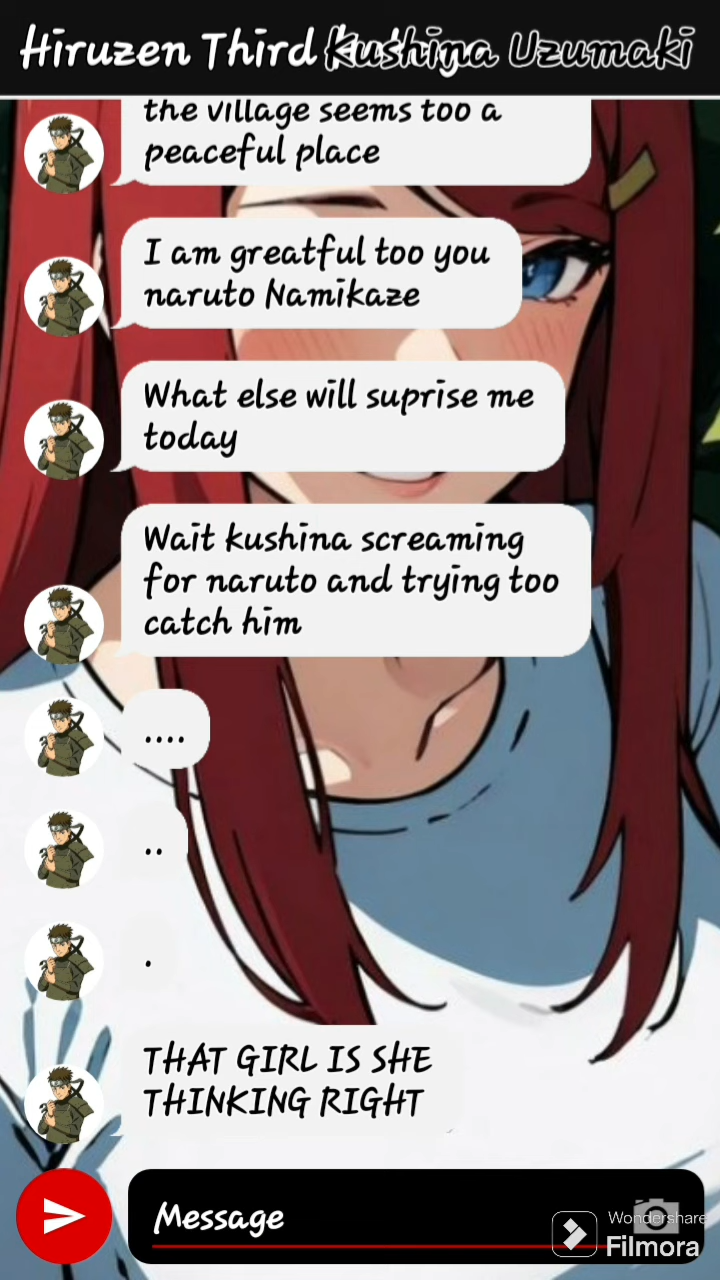 Hiruzen Third Kushina Uzumaki
the village seems too a
peaceful place
I am greatful too you
naruto Namikaze
What else will suprise me
today
Wait kushina screaming
for naruto and trying too
catch him
....
..
.
THAT GIRL IS SHE
THINKING RIGHT
Message
Wondershare
Filmora